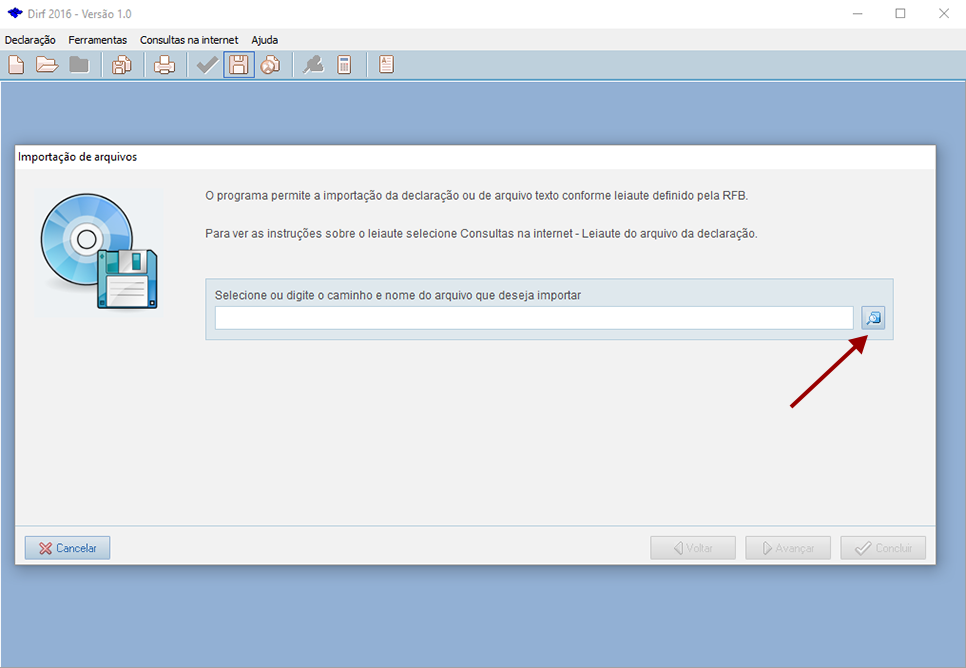 Dirf 2016 - Versão 1.0
Declaração Ferramentas Consultas na internet Ajuda
Importação de arquivos
O programa permite a importação da declaração ou de arquivo texto conforme leiaute definido pela RFB.
Para ver as instruções sobre o leiaute selecione Consultas na internet - Leiaute do arquivo da declaração.
Selecione ou digite o caminho e nome do arquivo que deseja importar
Cancelar Voltar Avançar Concluir